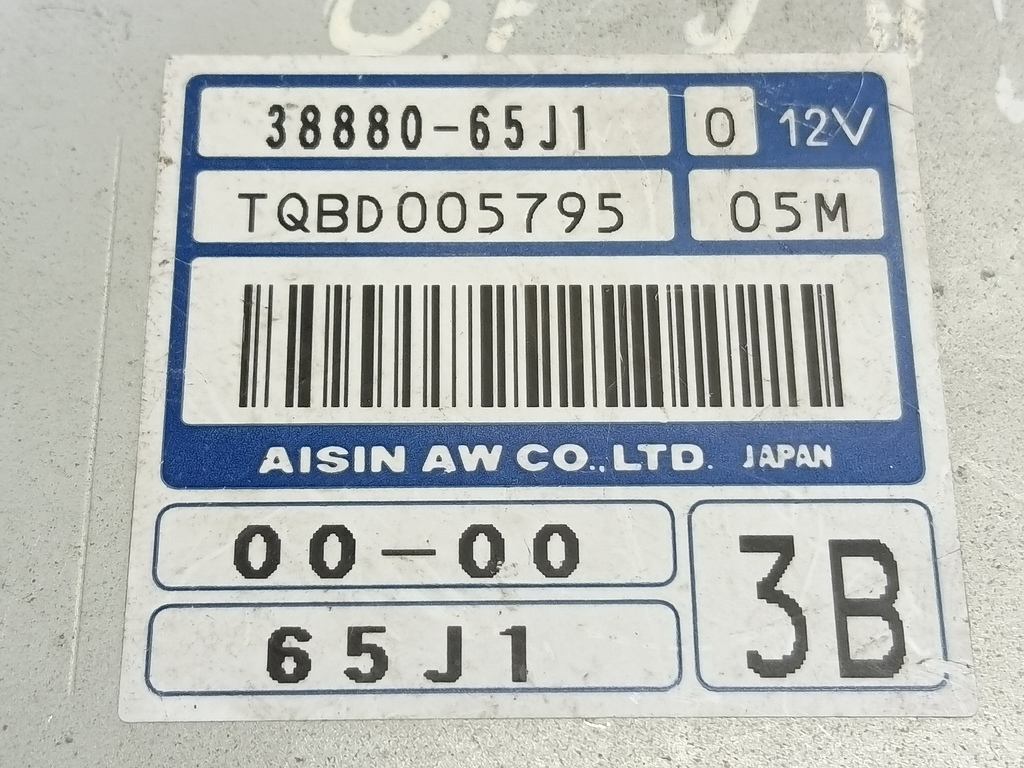 38880-65J1 0 12V
TQBD005795 05M
AISIN AW CO., LTD. JAPAN
00-00
65J1
3B